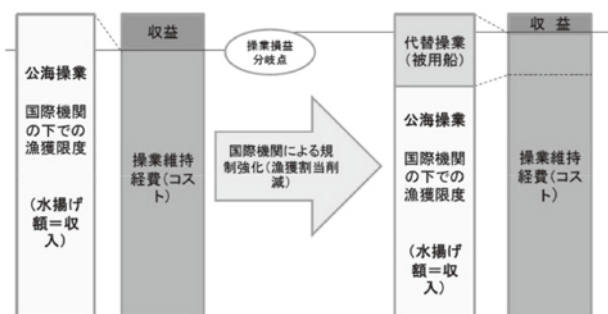 公海操業
国際機関
の下での
漁獲限度
(水揚げ
額=収
入)
収益
操業維持
経費(コス
ト)
操業損益
分岐点
国際機関による規
制強化(漁獲割当削
減)
代替操業
(被用船)
公海操業
国際機関
の下での
漁獲限度
(水揚げ
額=収
入)
収 益
操業維持
経費(コス
ト)